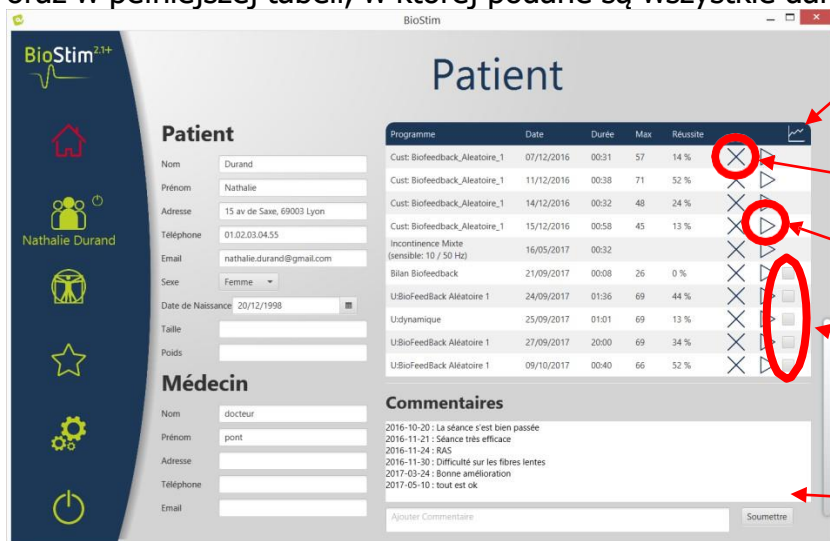 oraz w pełniejszej tabeli, w której podane są wszystkie
BioStim
BioStim 2.1+
Patient
Nathalie Durand
Patient
Nom Durand
Prénom Nathalie
Adresse 15 av de Saxe, 69003 Lyon
Téléphone 01.02.03.04.55
Email nathalie.durand@gmail.com
Sexe Femme
Date de Naissance 20/12/1998
Taille
Poids
Médecin
Nom docteur
Prénom pont
Adresse
Téléphone
Email
Programme Date Durée Max Réussite
Cust: Biofeedback_Aleatoire_1 07/12/2016 00:31 57 14 %
Cust: Biofeedback_Aleatoire_1 11/12/2016 00:38 71 52 %
Cust: Biofeedback_Aleatoire_1 14/12/2016 00:32 48 24 %
Cust: Biofeedback_Aleatoire_1 15/12/2016 00:58 45 13 %
Incontinence Mixte
(sensible: 10 / 50 Hz) 16/05/2017 00:32
Bilan Biofeedback 21/09/2017 00:08 26 0 %
U:BioFeedBack Aléatoire 1 24/09/2017 01:36 69 44 %
U:dynamique 25/09/2017 01:01 69 13 %
U:BioFeedBack Aléatoire 1 27/09/2017 20:00 69 34 %
U:BioFeedBack Aléatoire 1 09/10/2017 00:40 66 52 %
Commentaires
2016-10-20 : La séance s'est bien passée
2016-11-21 : Séance très efficace
2016-11-24 : RAS
2016-11-30 : Difficulté sur les fibres lentes
2017-03-24 : Bonne amélioration
2017-05-10 : tout est ok
Ajouter Commentaire
Soumettre